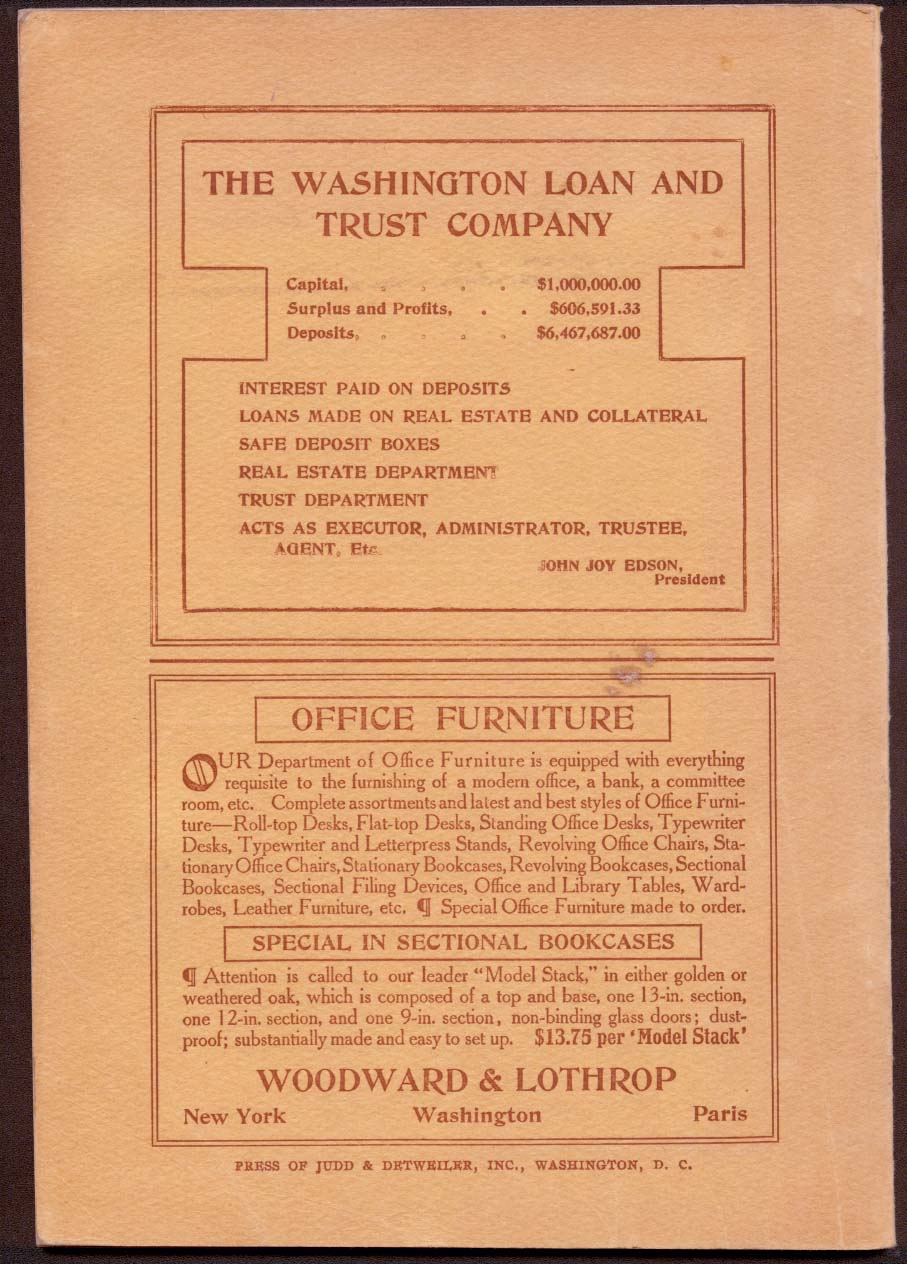 THE WASHINGTON LOAN AND
TRUST COMPANY
Capital, . . . . $1,000,000.00
Surplus and Profits, . . $606,591.33
Deposits, . . . . $6,467,687.00
INTEREST PAID ON DEPOSITS
LOANS MADE ON REAL ESTATE AND COLLATERAL
SAFE DEPOSIT BOXES
REAL ESTATE DEPARTMENT
TRUST DEPARTMENT
ACTS AS EXECUTOR, ADMINISTRATOR, TRUSTEE,
AGENT, Etc.
JOHN JOY EDSON,
President
OFFICE FURNITURE
OUR Department of Office Furniture is equipped with everything
requisite to the furnishing of a modern office, a bank, a committee
room, etc. Complete assortments and latest and best styles of Office Furni-
ture—Roll-top Desks, Flat-top Desks, Standing Office Desks, Typewriter
Desks, Typewriter and Letterpress Stands, Revolving Office Chairs, Sta-
tionary Office Chairs, Stationary Bookcases, Revolving Bookcases, Sectional
Bookcases, Sectional Filing Devices, Office and Library Tables, Ward-
robes, Leather Furniture, etc. ¶ Special Office Furniture made to order.
SPECIAL IN SECTIONAL BOOKCASES
¶ Attention is called to our leader "Model Stack," in either golden or
weathered oak, which is composed of a top and base, one 13-in. section,
one 12-in. section, and one 9-in. section, non-binding glass doors; dust-
proof; substantially made and easy to set up. $13.75 per 'Model Stack'
WOODWARD & LOTHROP
New York Washington Paris
PRESS OF JUDD & DETWEILER, INC., WASHINGTON, D. C.